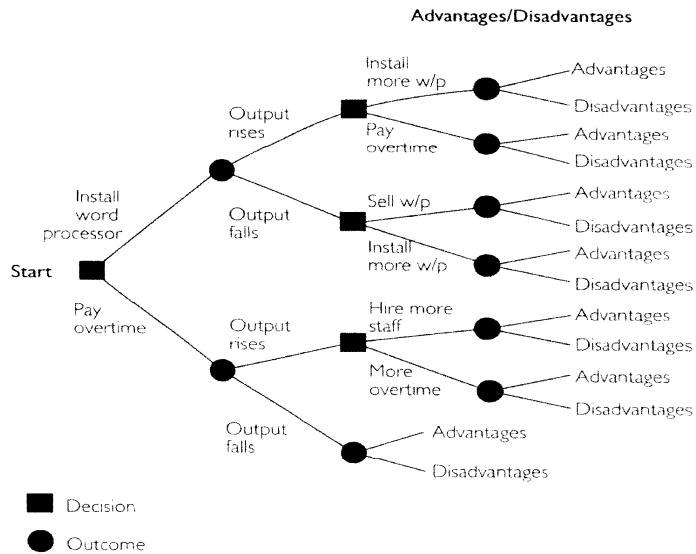 Advantages/Disadvantages
Install
more w/p
Advantages
Disadvantages
Output
rises
Pay
overtime
Advantages
Disadvantages
Install
word
processor
Output
falls
Sell w/p
Advantages
Disadvantages
Install
more w/p
Advantages
Disadvantages
Start
Pay
overtime
Output
rises
Hire more
staff
Advantages
Disadvantages
More
overtime
Advantages
Disadvantages
Output
falls
Advantages
Disadvantages
Decision
Outcome